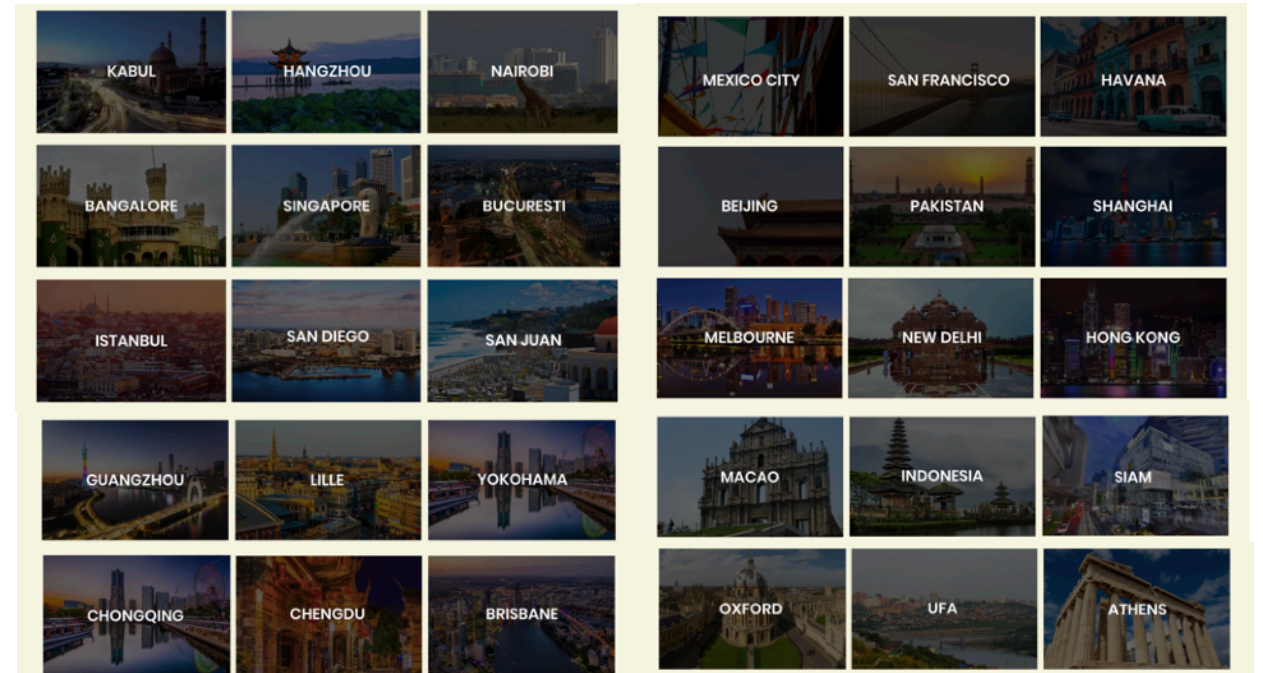 KABUL
HANGZHOU
NAIROBI
BANGALORE
SINGAPORE
BUCURESTI
ISTANBUL
SAN DIEGO
SAN JUAN
GUANGZHOU
LILLE
YOKOHAMA
CHONGQING
CHENGDU
BRISBANE
MEXICO CITY
SAN FRANCISCO
HAVANA
BEIJING
PAKISTAN
SHANGHAI
MELBOURNE
NEW DELHI
HONG KONG
MACAO
INDONESIA
SIAM
OXFORD
UFA
ATHENS